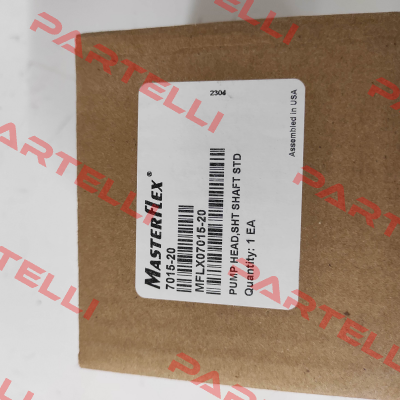 2304
Assembled in USA
MASTERFLEX®
7015-20
MFLX07015-20
PUMP HEAD,SHT SHAFT STD
Quantity: 1 EA
PARTELLI
PARTELLI
PARTELLI
PARTELLI
PARTELLI